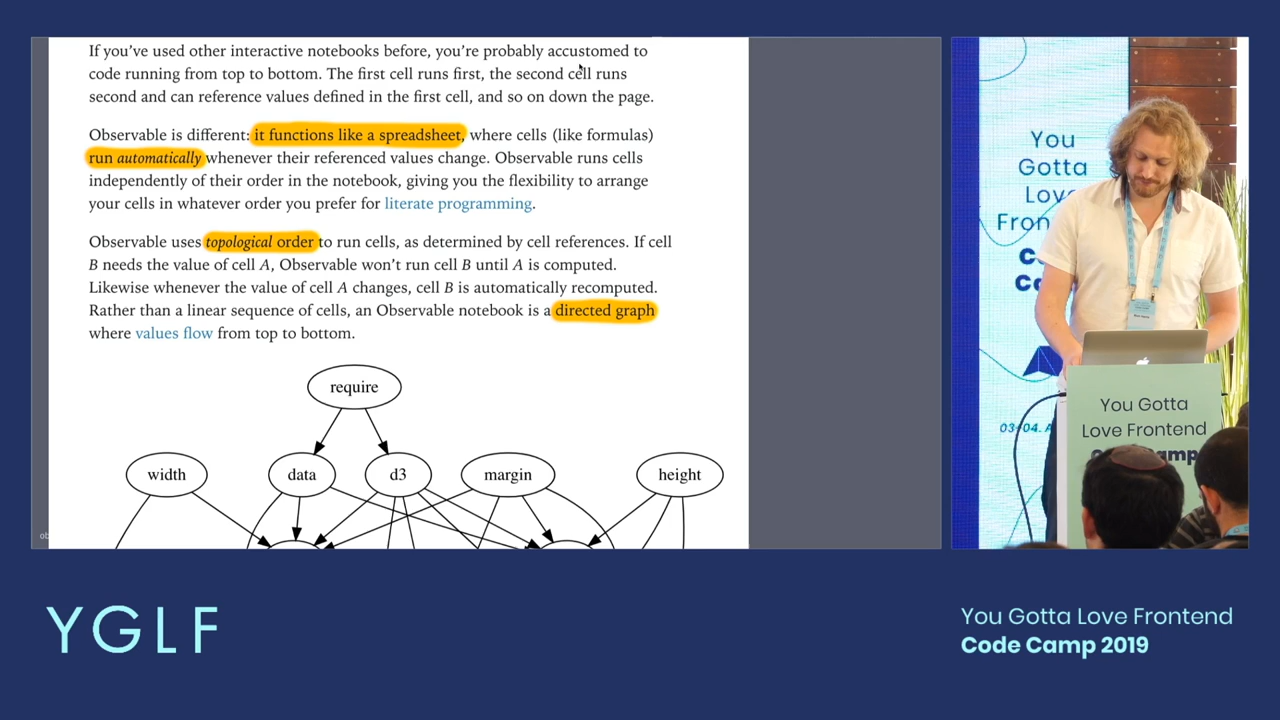 If you've used other interactive notebooks before, you're probably accustomed to
code running from top to bottom. The first cell runs first, the second cell runs
second and can reference values defined in the first cell, and so on down the page.
Observable is different: it functions like a spreadsheet, where cells (like formulas)
run automatically whenever their referenced values change. Observable runs cells
independently of their order in the notebook, giving you the flexibility to arrange
your cells in whatever order you prefer for literate programming.
Observable uses topological order to run cells, as determined by cell references. If cell
B needs the value of cell A, Observable won't run cell B until A is computed.
Likewise whenever the value of cell A changes, cell B is automatically recomputed.
Rather than a linear sequence of cells, an Observable notebook is a directed graph
where values flow from top to bottom.
require
width data d3 margin height
You
Gotta
Love
Fron
C
Co
03-04. A
You Gotta
Love Frontend
amp
YGLF
You Gotta Love Frontend
Code Camp 2019